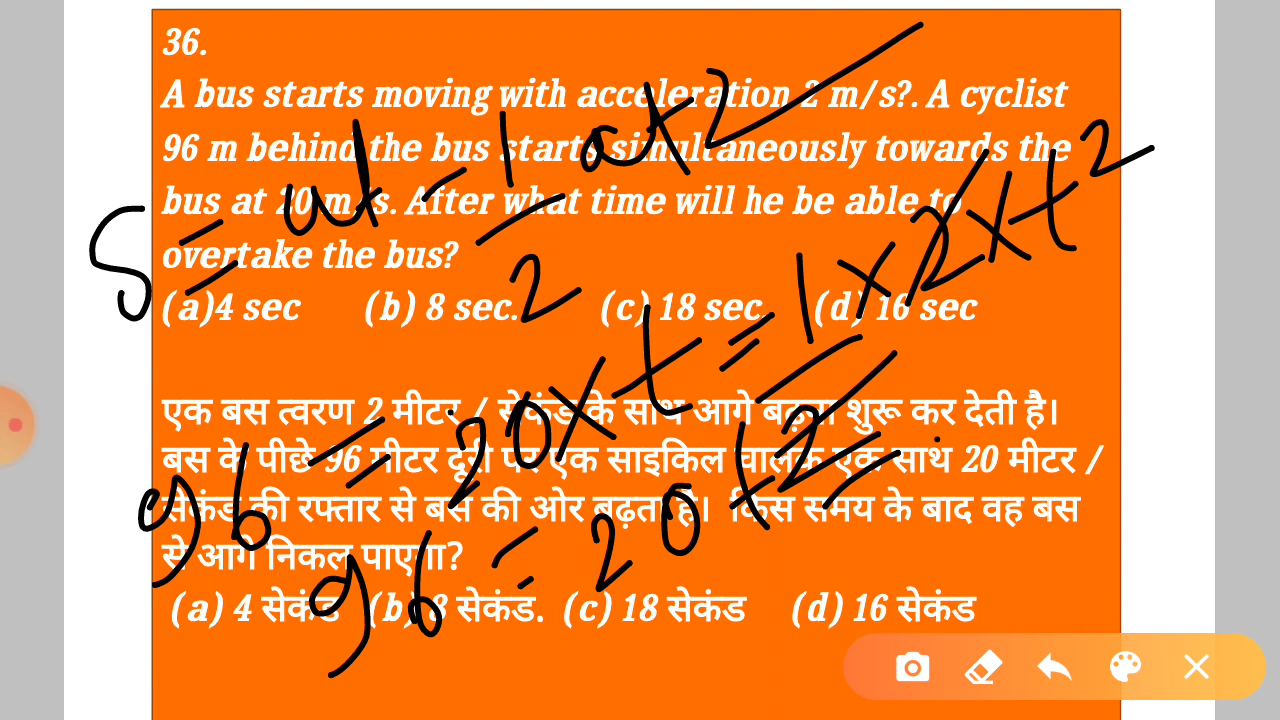 36.
A bus starts moving with acceleration 2 m/s?. A cyclist
96 m behind the bus starts simultaneously towards the
bus at 20 m/s. After what time will he be able to
overtake the bus?
(a)4 sec (b) 8 sec. (c) 18 sec. (d) 16 sec
S = ut - 1/2 at2
96 = 20xt = 1x2xt2
2
96 = 20 t2
एक बस त्वरण 2 मीटर / सेकंड के साथ आगे बढ़ना शुरू कर देती है।
बस के पीछे 96 मीटर दूरी पर एक साइकिल चालक एक साथ 20 मीटर /
सेकंड की रफ्तार से बस की ओर बढ़ता है। किस समय के बाद वह बस
से आगे निकल पाएगा?
(a) 4 सेकंड (b) 8 सेकंड. (c) 18 सेकंड (d) 16 सेकंड